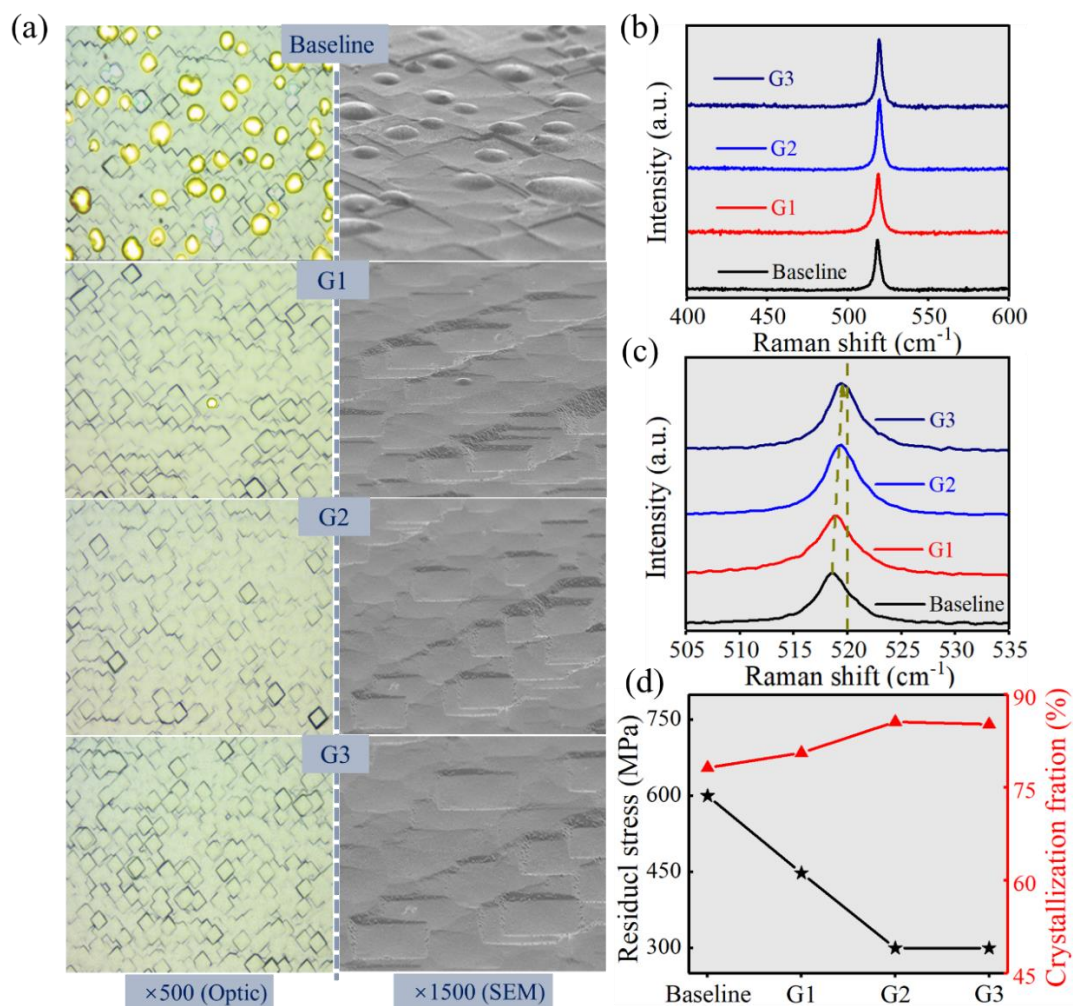 (a)
Baseline
G1
G2
G3
×500 (Optic)
×1500 (SEM)
(b)
G3
G2
G1
Baseline
Intensity (a.u.)
400 450 500 550 600
Raman shift (cm⁻¹)
(c)
G3
G2
G1
Baseline
Intensity (a.u.)
505 510 515 520 525 530 535
Raman shift (cm⁻¹)
(d)
Residucl stress (MPa)
750
600
450
300
90
75
60
45
Crystallization fration (%)
Baseline G1 G2 G3